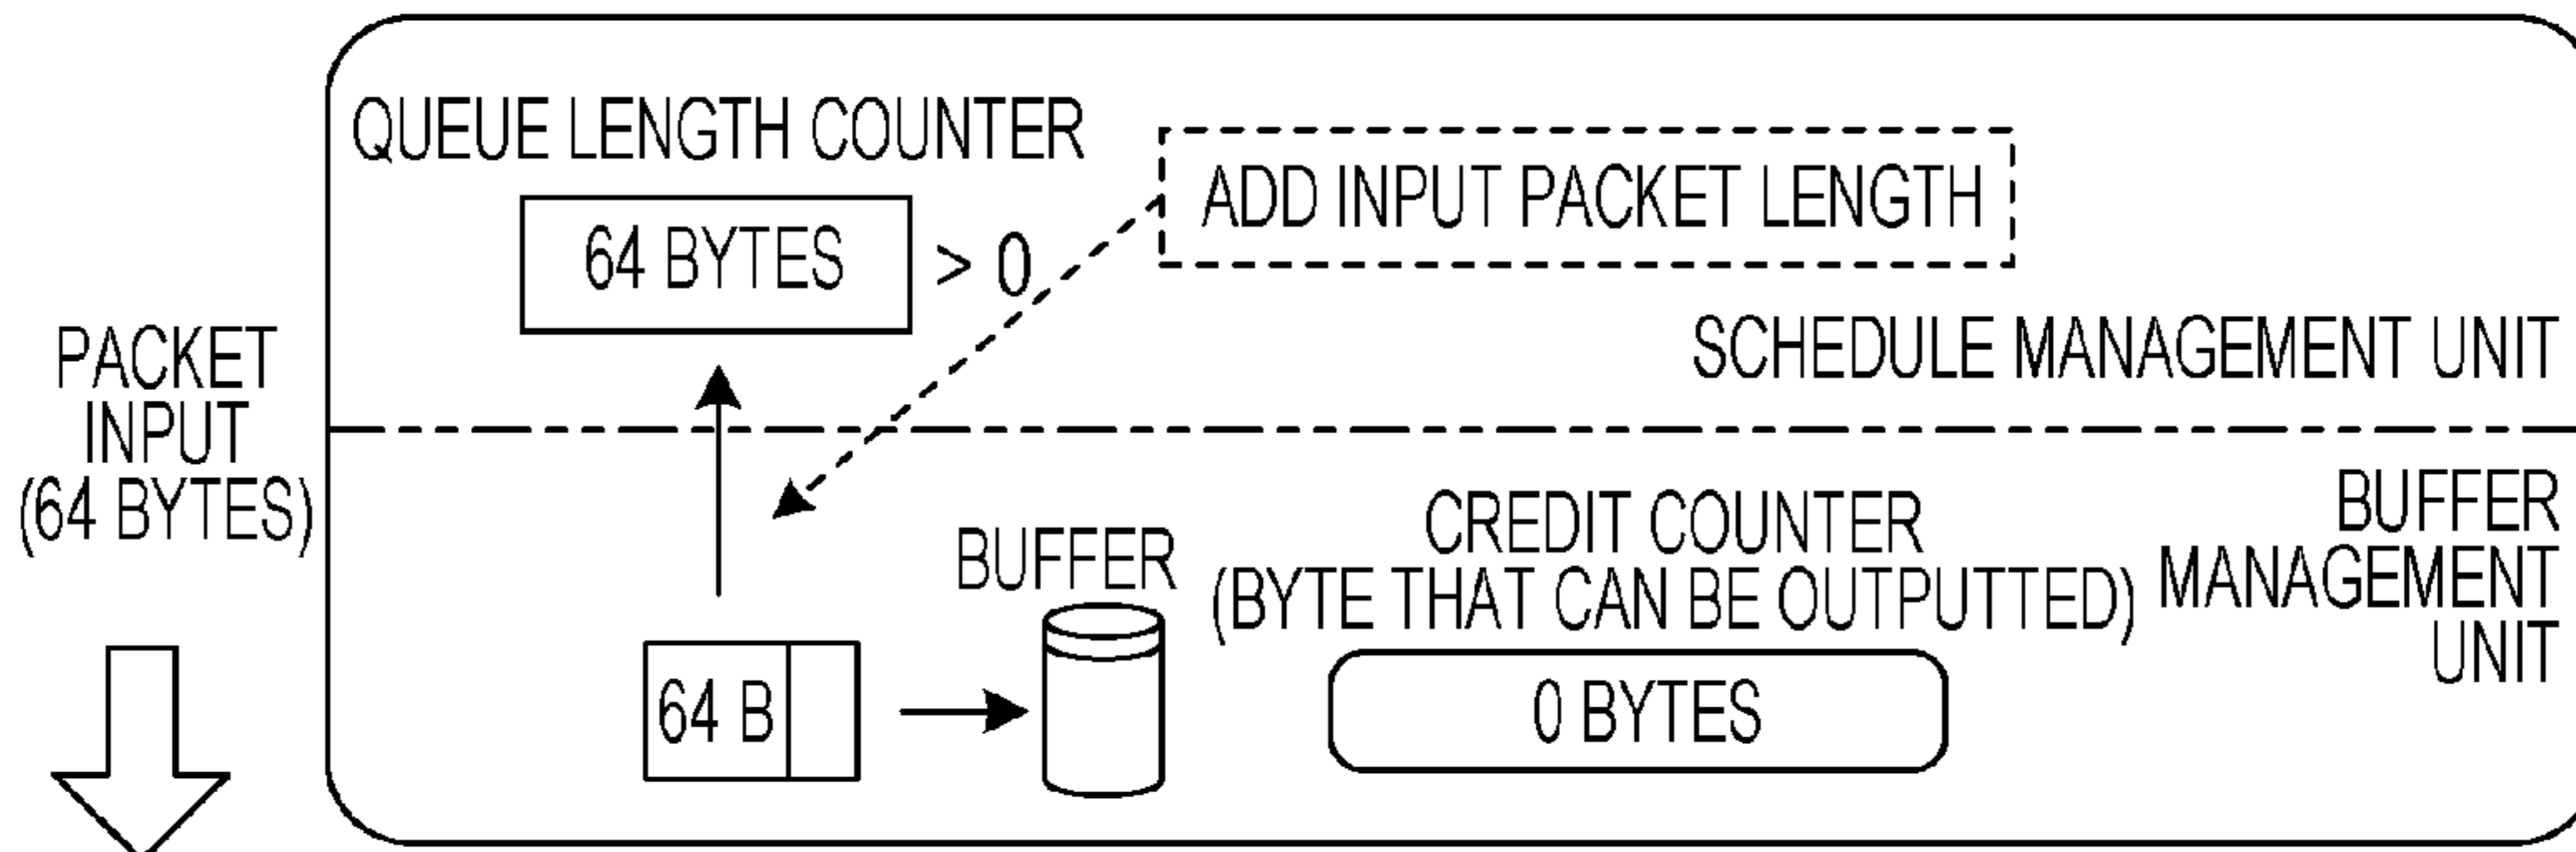 PACKET
INPUT
(64 BYTES)
QUEUE LENGTH COUNTER
64 BYTES > 0
ADD INPUT PACKET LENGTH
SCHEDULE MANAGEMENT UNIT
64 B
BUFFER
CREDIT COUNTER
(BYTE THAT CAN BE OUTPUTTED)
0 BYTES
BUFFER
MANAGEMENT
UNIT